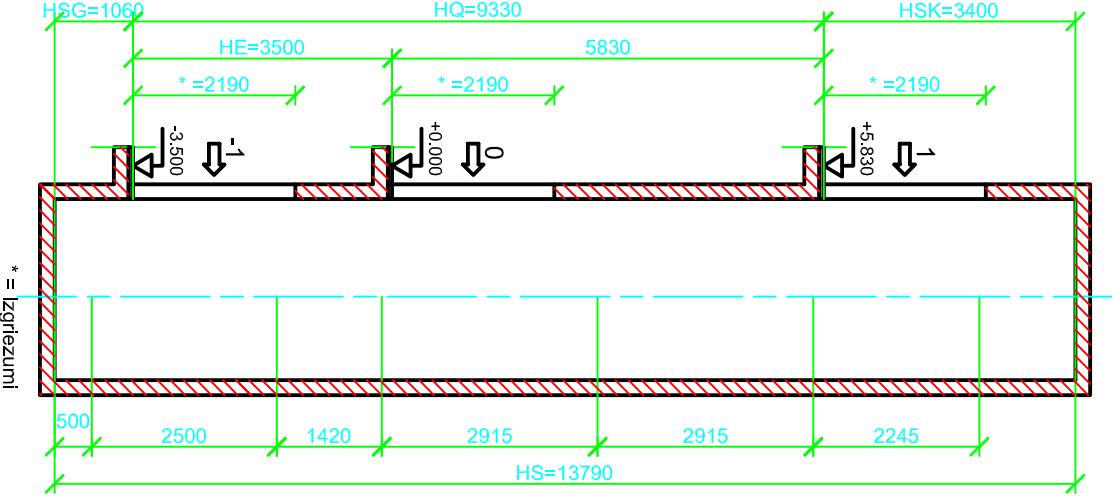 HSG=1060
HQ=9330
HSK=3400
HE=3500
5830
* =2190
* =2190
* =2190
-3.500
-1
+0.000
0
+5.830
1
* = Izgriezumi
500
2500
1420
2915
2915
2245
HS=13790